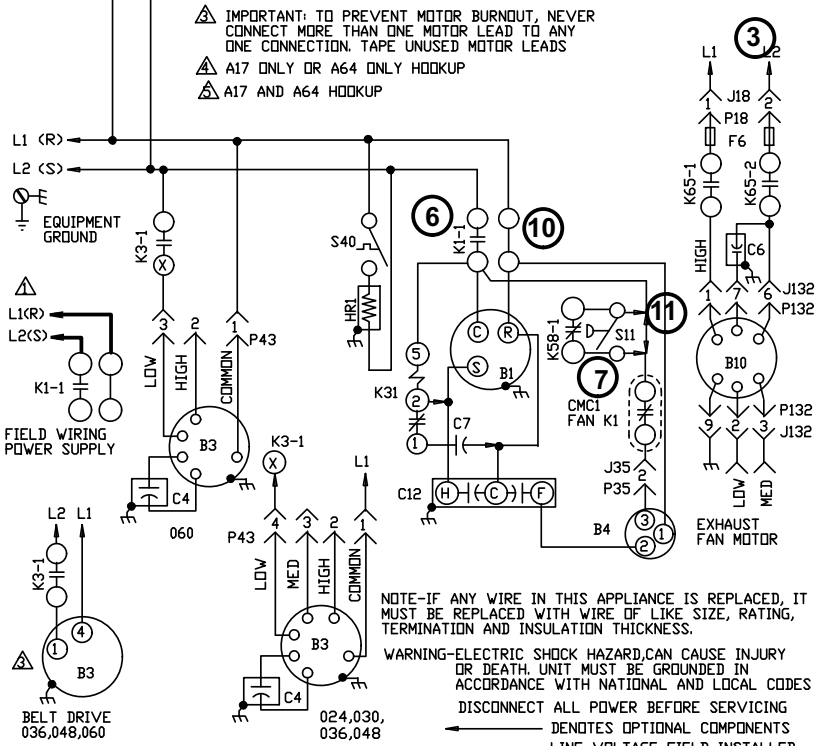 3 IMPORTANT: TO PREVENT MOTOR BURNOUT, NEVER
CONNECT MORE THAN ONE MOTOR LEAD TO ANY
ONE CONNECTION. TAPE UNUSED MOTOR LEADS
4 A17 ONLY OR A64 ONLY HOOKUP
5 A17 AND A64 HOOKUP
3
L1 L2
J18
1 2
P18
F6
K65-1
K65-2
HIGH
C6
1 7 6 J132
P132
B10
9 2 3
P132
J132
LOW
MED
EXHAUST
FAN MOTOR
L1 (R)
L2 (S)
EQUIPMENT
GROUND
K3-1
X
3 2 1 P43
LOW
HIGH
COMMON
B3
C4
060
1
L1(R)
L2(S)
K1-1
FIELD WIRING
POWER SUPPLY
S40
HR1
6
K1-1
10
C R
S
B1
5
K31
2
1
C7
C12
H C F
K58-1
S11
11
7
CMC1
FAN K1
J35
2
P35
B4
3
1
2
L2 L1
K3-1
1 4
3
B3
BELT DRIVE
036,048,060
K3-1
X
L1
P43
4 3 2 1
LOW
MED
HIGH
COMMON
B3
C4
024,030,
036,048
NOTE-IF ANY WIRE IN THIS APPLIANCE IS REPLACED, IT
MUST BE REPLACED WITH WIRE OF LIKE SIZE, RATING,
TERMINATION AND INSULATION THICKNESS.
WARNING-ELECTRIC SHOCK HAZARD,CAN CAUSE INJURY
OR DEATH. UNIT MUST BE GROUNDED IN
ACCORDANCE WITH NATIONAL AND LOCAL CODES
DISCONNECT ALL POWER BEFORE SERVICING
DENOTES OPTIONAL COMPONENTS
LINE VOLTAGE FIELD INSTALLED